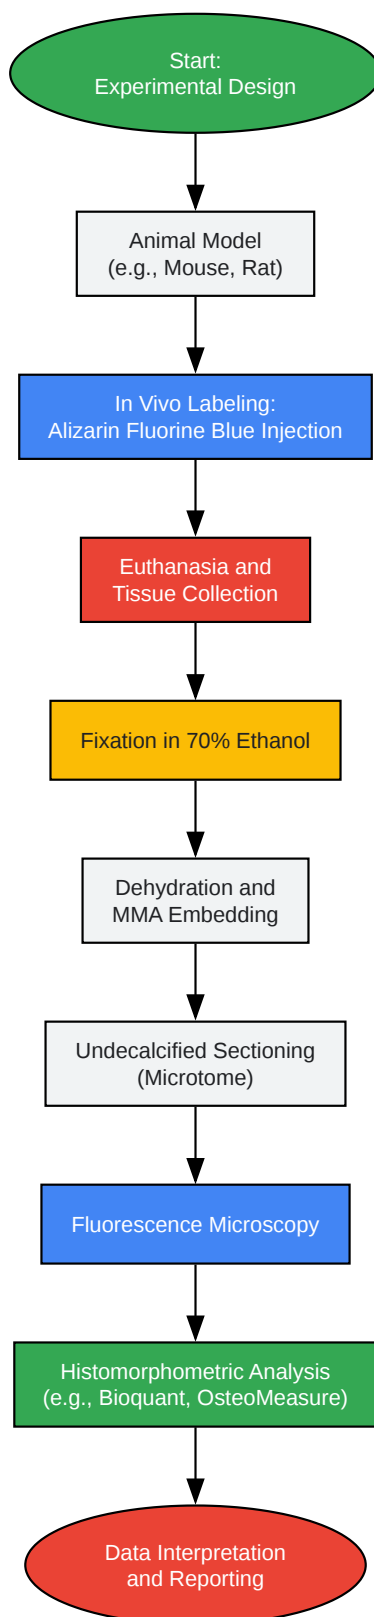 Start:
Experimental Design
Animal Model
(e.g., Mouse, Rat)
In Vivo Labeling:
Alizarin Fluorine Blue Injection
Euthanasia and
Tissue Collection
Fixation in 70% Ethanol
Dehydration and
MMA Embedding
Undecalcified Sectioning
(Microtome)
Fluorescence Microscopy
Histomorphometric Analysis
(e.g., Bioquant, OsteoMeasure)
Data Interpretation
and Reporting